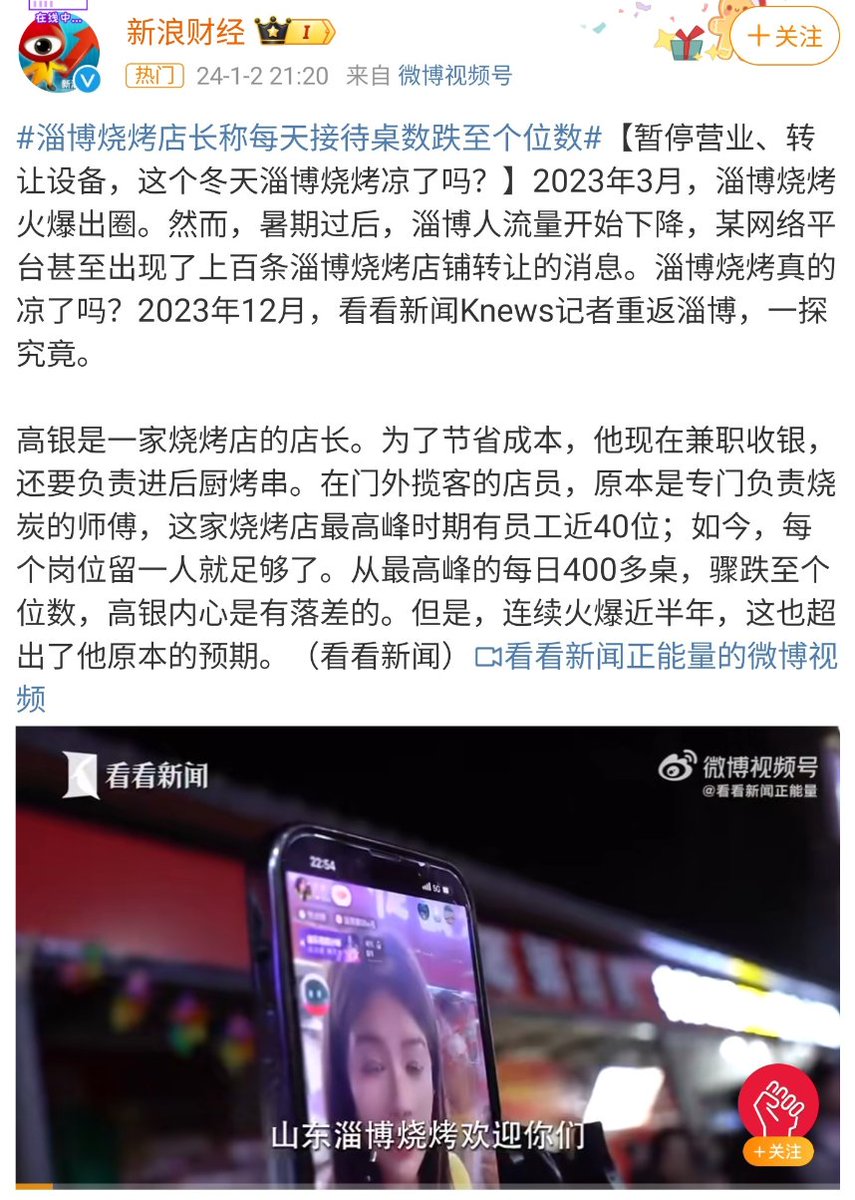 在线中...
新浪财经
I
+关注
热门 24-1-2 21:20 来自 微博视频号
#淄博烧烤店长称每天接待桌数跌至个位数#【暂停营业、转
让设备，这个冬天淄博烧烤凉了吗？】2023年3月，淄博烧烤
火爆出圈。然而，暑期过后，淄博人流量开始下降，某网络平
台甚至出现了上百条淄博烧烤店铺转让的消息。淄博烧烤真的
凉了吗？2023年12月，看看新闻Knews记者重返淄博，一探
究竟。
高银是一家烧烤店的店长。为了节省成本，他现在兼职收银，
还要负责进后厨烤串。在门外揽客的店员，原本是专门负责烧
炭的师傅，这家烧烤店最高峰时期有员工近40位；如今，每
个岗位留一人就足够了。从最高峰的每日400多桌，骤跌至个
位数，高银内心是有落差的。但是，连续火爆近半年，这也超
出了他原本的预期。（看看新闻）看看新闻正能量的微博视
频
看看新闻
微博视频号
@看看新闻正能量
22:54
5G
山东淄博烧烤欢迎你们
+关注